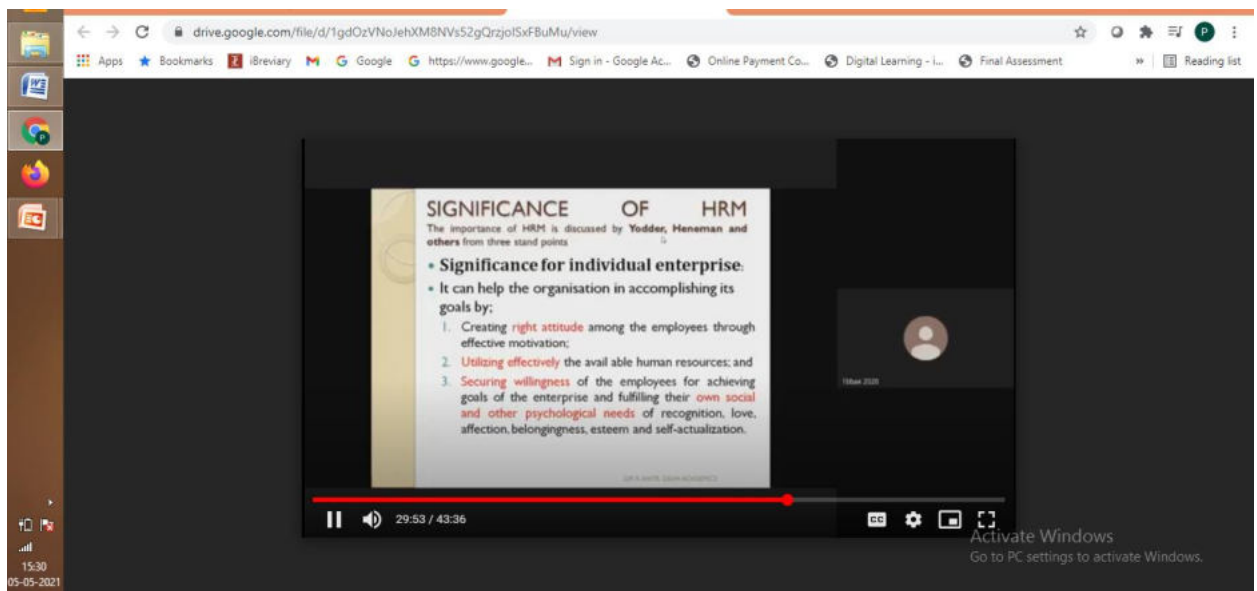 drive.google.com/file/d/1gdOzVNoJehXM8NVs52gQrzjoISxFBuMu/view
P
Apps Bookmarks iBreviary Google https://www.google... Sign in - Google Ac... Online Payment Co... Digital Learning - i... Final Assessment » Reading list
SIGNIFICANCE OF HRM
The importance of HRM is discussed by Yodder, Heneman and
others from three stand points
• Significance for individual enterprise:
• It can help the organisation in accomplishing its
goals by;
1. Creating right attitude among the employees through
effective motivation;
2. Utilizing effectively the avail able human resources; and
3. Securing willingness of the employees for achieving
goals of the enterprise and fulfilling their own social
and other psychological needs of recognition, love,
affection, belongingness, esteem and self-actualization.
2020
29:53 / 43:36
CC
Activate Windows
Go to PC settings to activate Windows.
15:30
05-05-2021